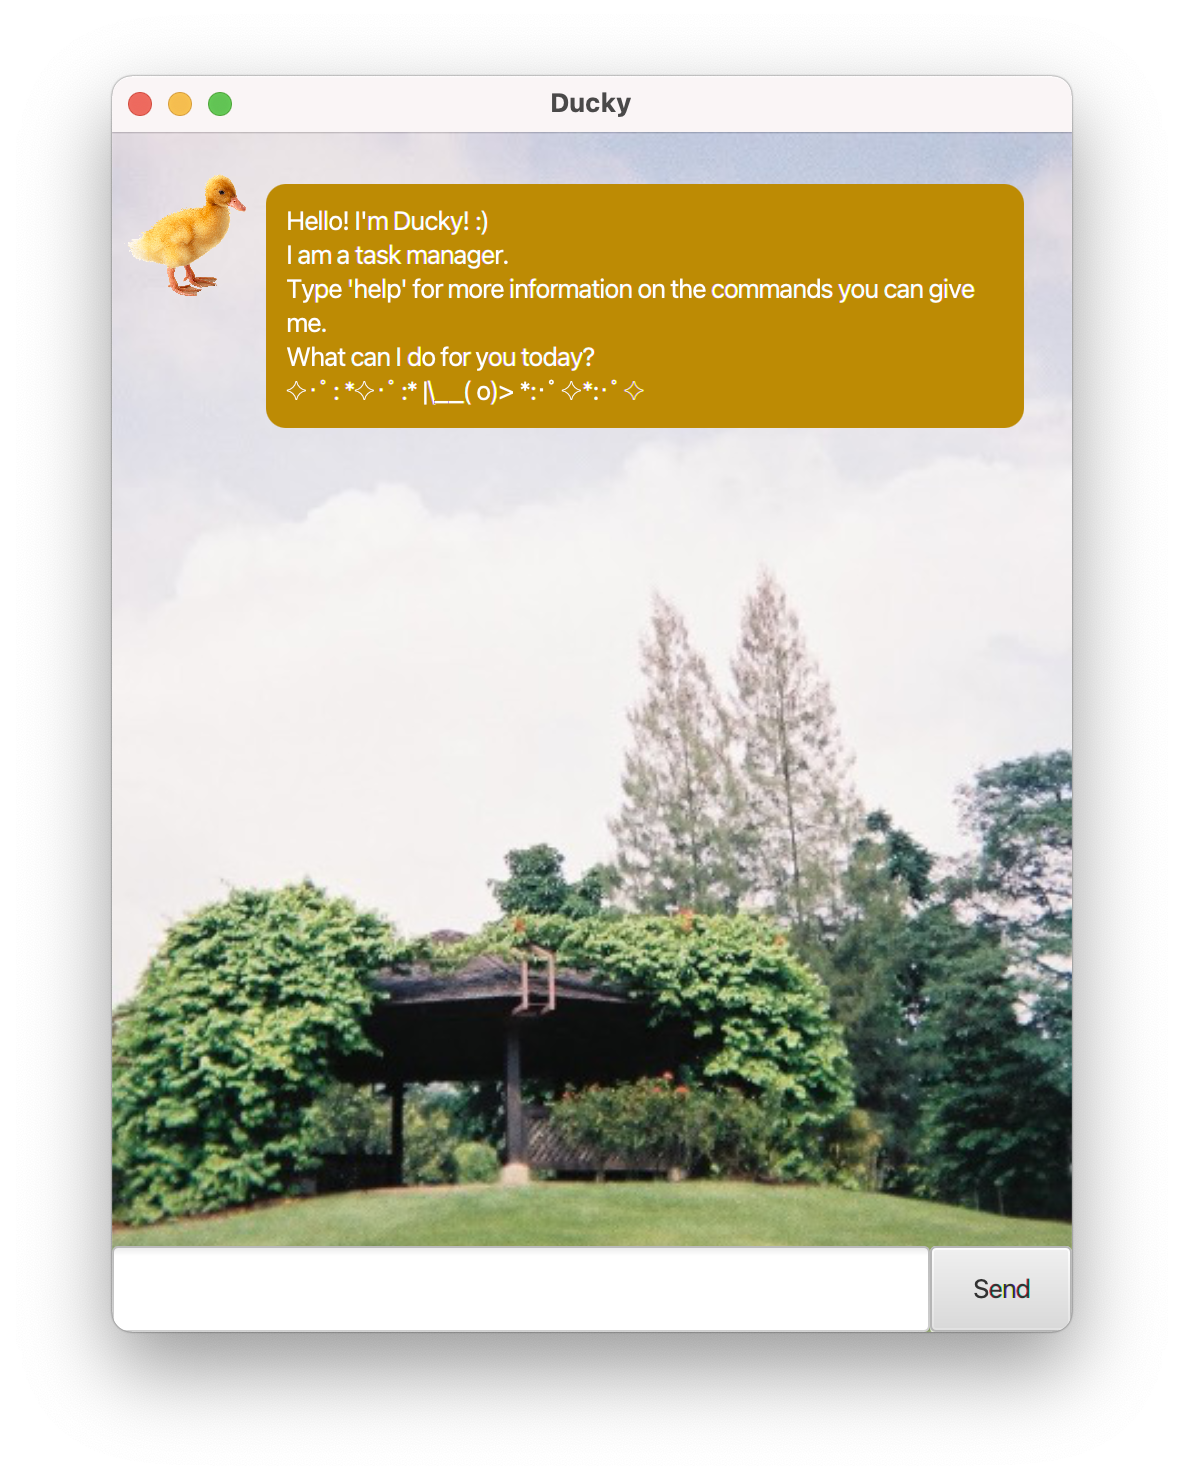 Ducky
Hello! I'm Ducky! :)
I am a task manager.
Type 'help' for more information on the commands you can give
me.
What can I do for you today?
✧･ﾟ: *✧･ﾟ:* |\__( o)> *:･ﾟ✧*:･ﾟ✧
Send